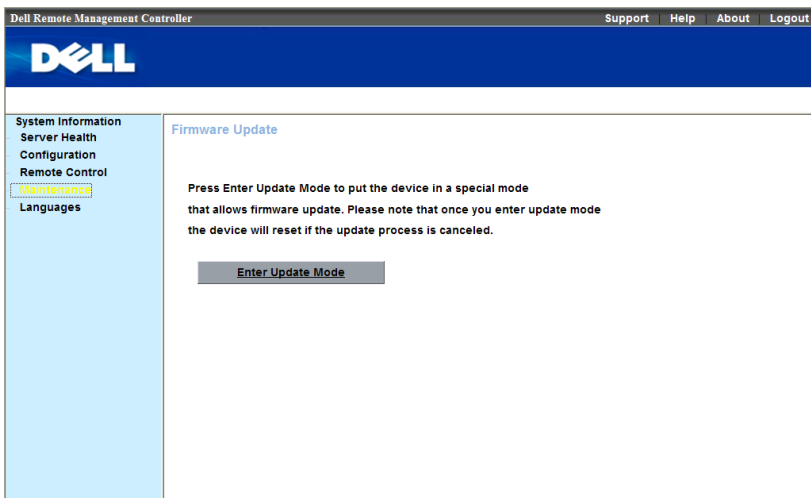 Dell Remote Management Controller
Support Help About Logout
DELL
System Information
Server Health
Configuration
Remote Control
Maintenance
Languages
Firmware Update
Press Enter Update Mode to put the device in a special mode
that allows firmware update. Please note that once you enter update mode
the device will reset if the update process is canceled.
Enter Update Mode